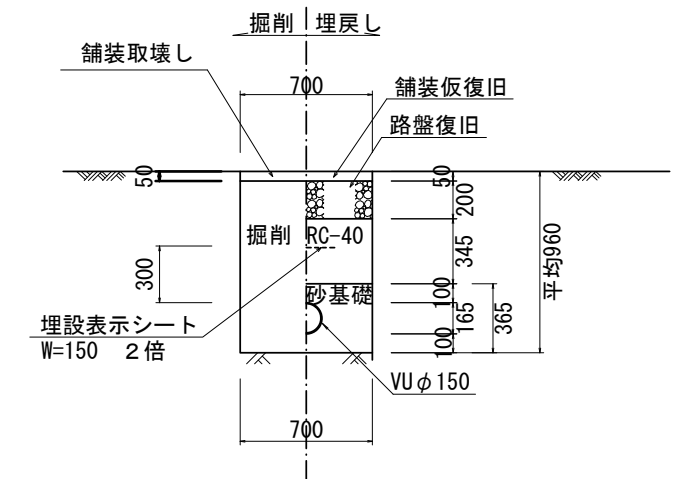 掘削 埋戻し
舗装取壊し
700
舗装仮復旧
路盤復旧
50
50
200
掘削
RC-40
345
300
平均960
砂基礎
100
165
365
100
埋設表示シート
W=150 2倍
VUφ150
700